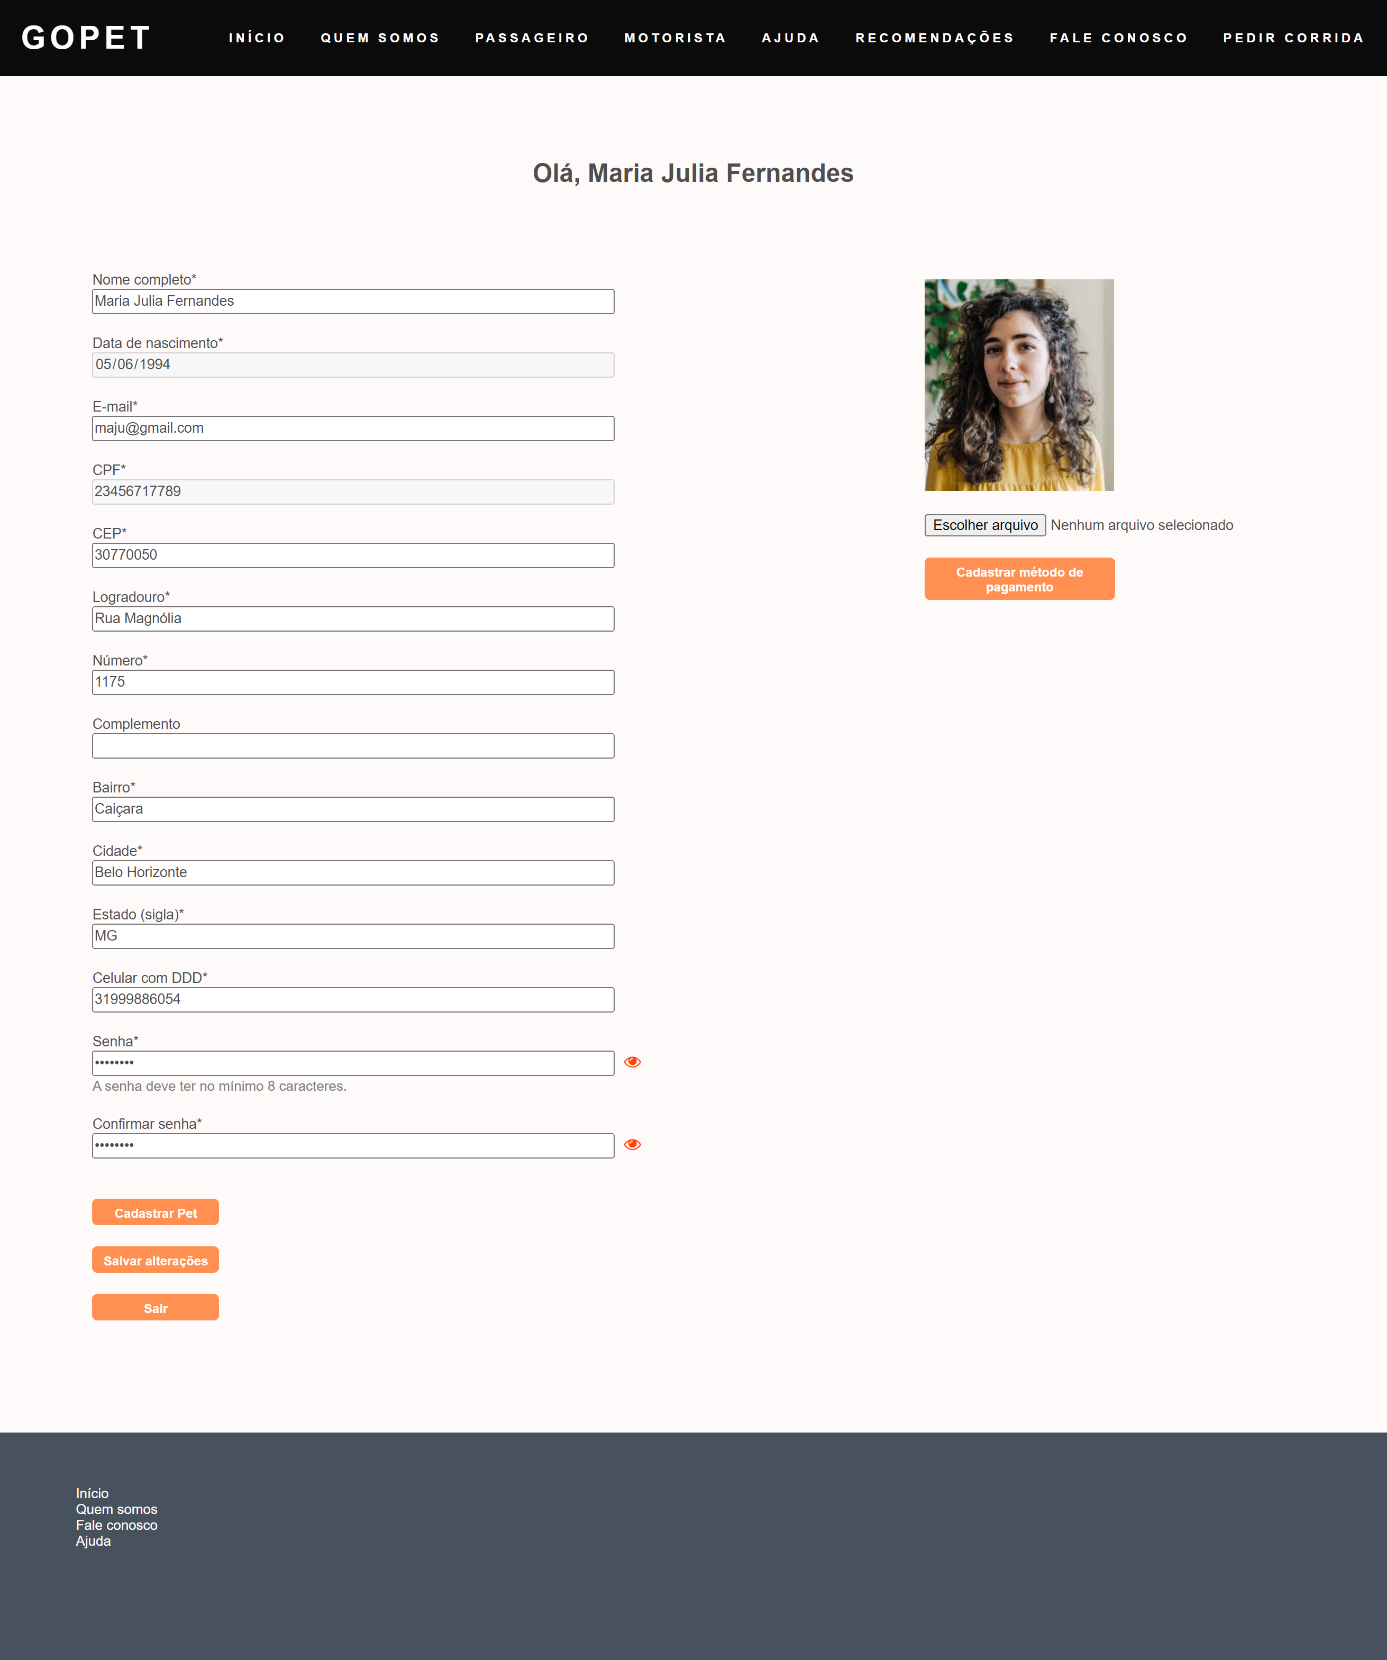 GOPET
INÍCIO QUEM SOMOS PASSAGEIRO MOTORISTA AJUDA RECOMENDAÇÕES FALE CONOSCO PEDIR CORRIDA
Olá, Maria Julia Fernandes
Nome completo*
Maria Julia Fernandes
Data de nascimento*
05/06/1994
E-mail*
maju@gmail.com
CPF*
23456717789
CEP*
30770050
Logradouro*
Rua Magnólia
Número*
1175
Complemento
Bairro*
Caiçara
Cidade*
Belo Horizonte
Estado (sigla)*
MG
Celular com DDD*
31999886054
Senha*
••••••••
A senha deve ter no mínimo 8 caracteres.
Confirmar senha*
••••••••
Cadastrar Pet
Salvar alterações
Sair
Escolher arquivo Nenhum arquivo selecionado
Cadastrar método de
pagamento
Início
Quem somos
Fale conosco
Ajuda